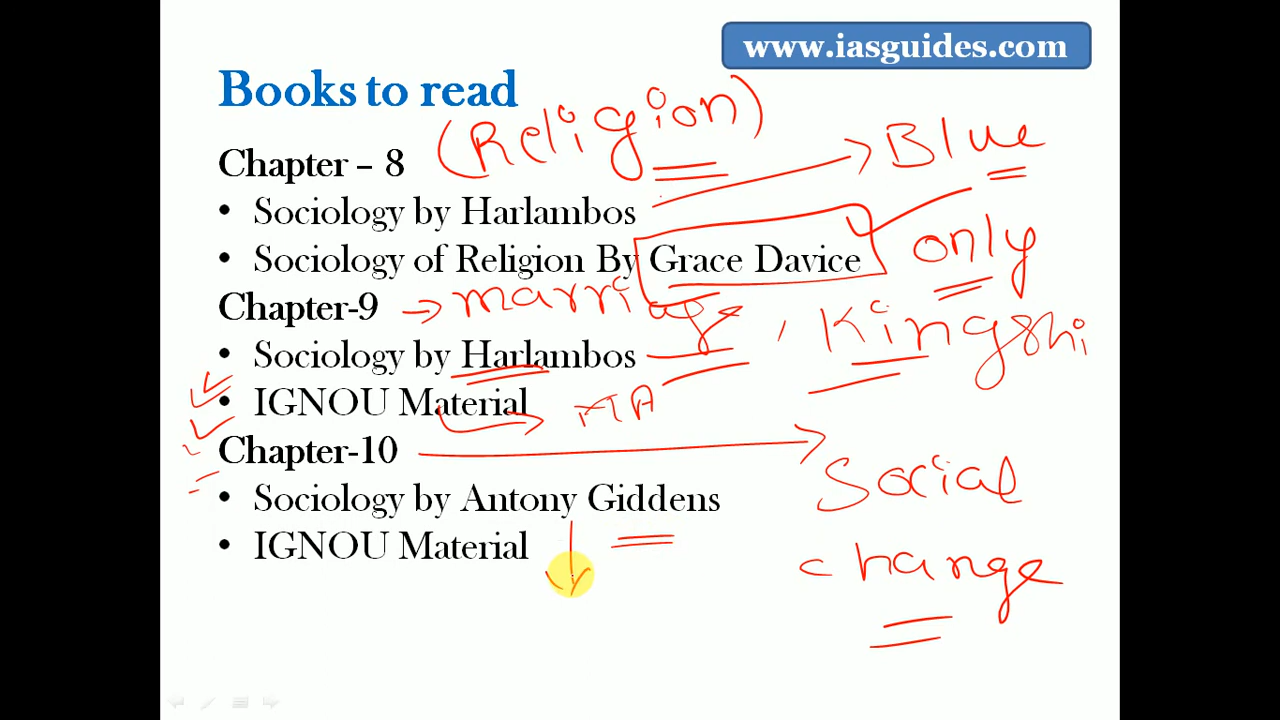 www.iasguides.com
Books to read
Chapter – 8 (Religion) Blue
• Sociology by Harlambos
• Sociology of Religion By Grace Davice only
Chapter-9 → marriage , Kingshi
• Sociology by Harlambos
• IGNOU Material → MA
Chapter-10 → Social change
• Sociology by Antony Giddens
• IGNOU Material